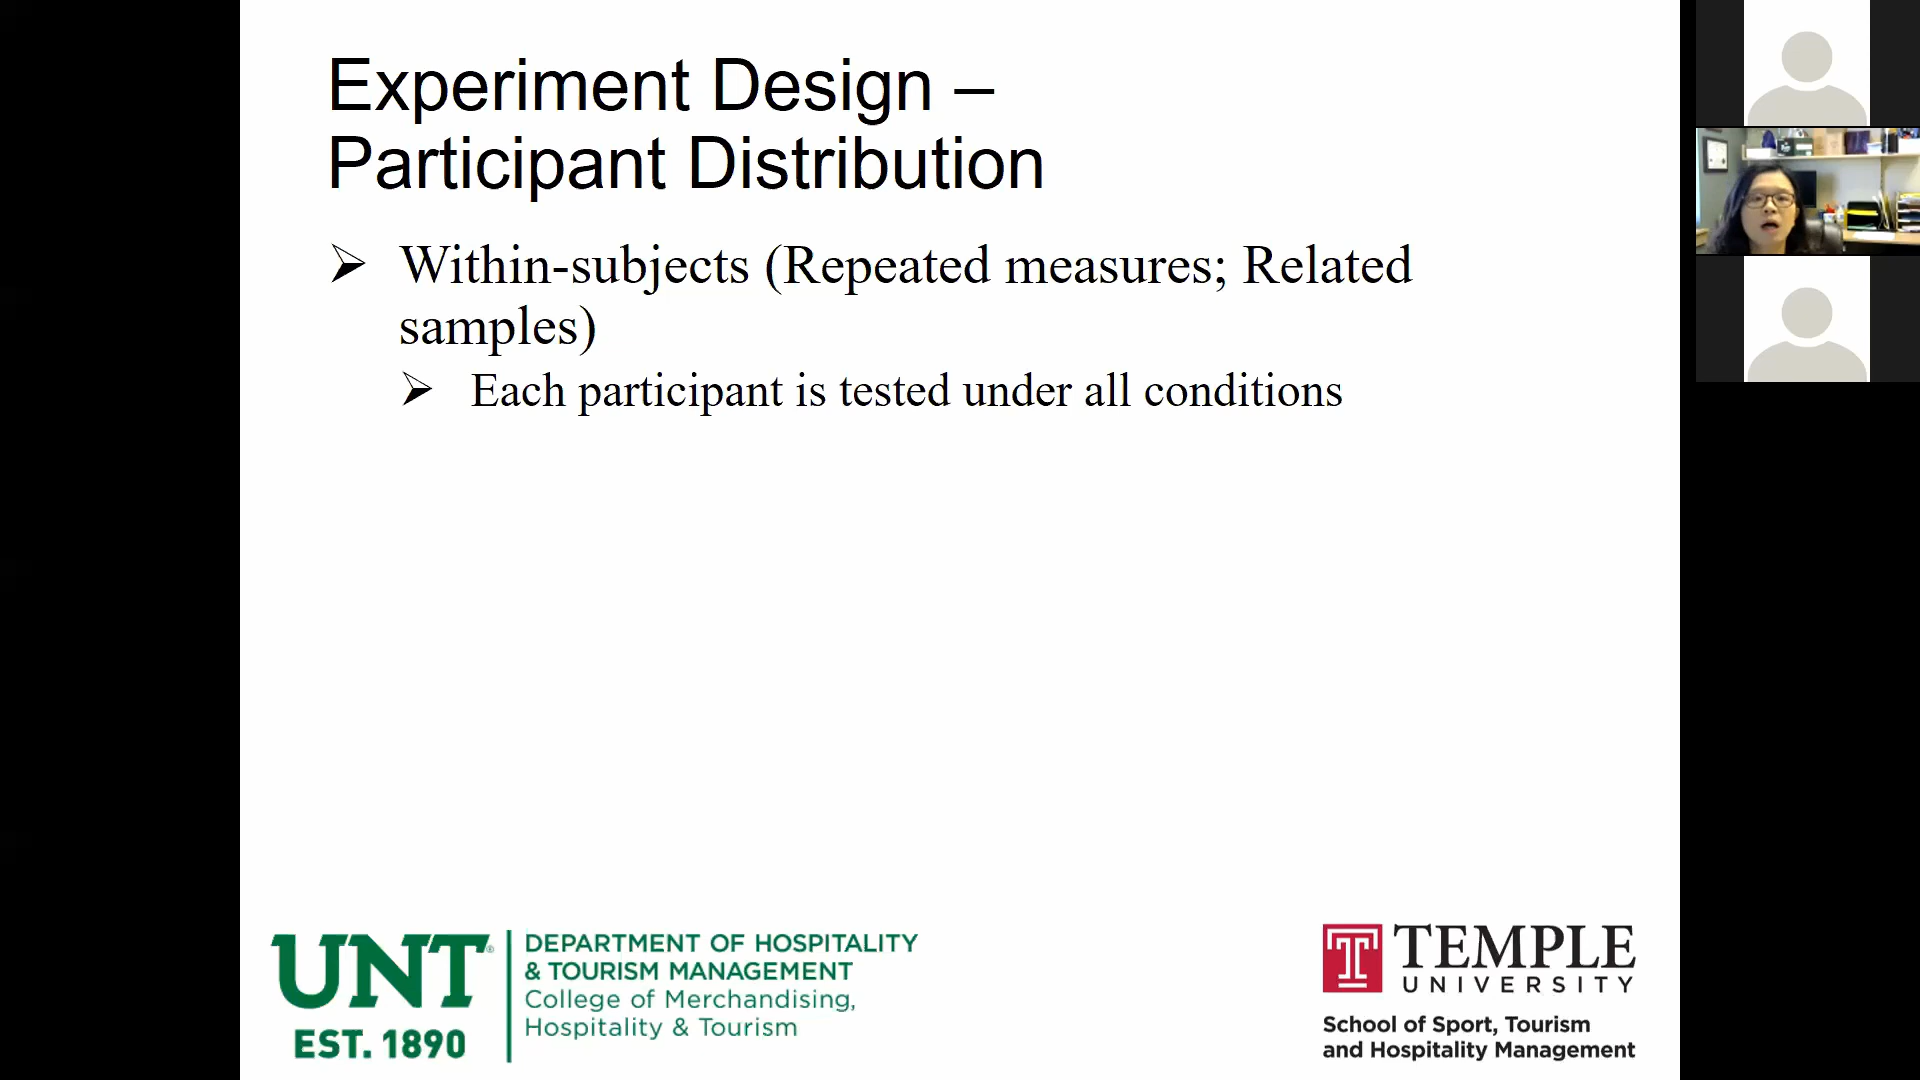 Experiment Design –
Participant Distribution
➢ Within-subjects (Repeated measures; Related
samples)
➢ Each participant is tested under all conditions
UNT®
EST. 1890
DEPARTMENT OF HOSPITALITY
& TOURISM MANAGEMENT
College of Merchandising,
Hospitality & Tourism
TEMPLE
UNIVERSITY
School of Sport, Tourism
and Hospitality Management